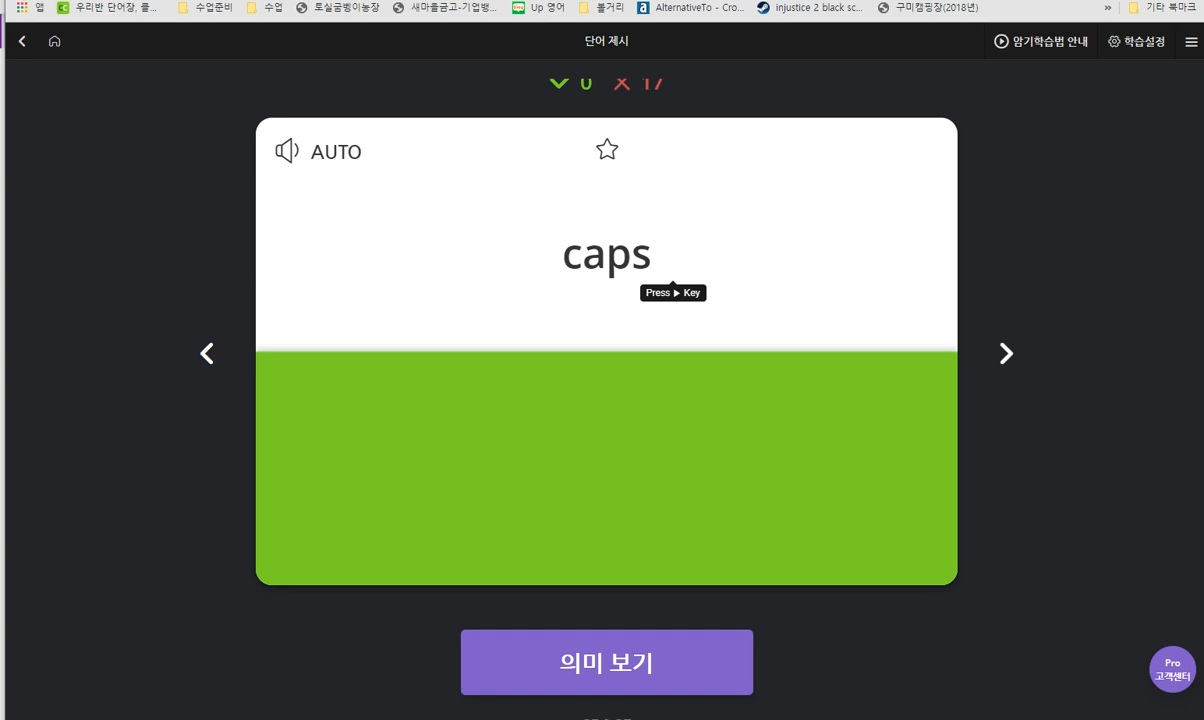 앱 우리반 단어장, 클... 수업준비 수업 토실굼벵이농장 새마을금고-기업뱅... Up 영어 볼거리 a AlternativeTo - Cro... injustice 2 black sc... 구미캠핑장(2018년) » 기타 북마크
단어 제시 암기학습법 안내 학습설정
0 17
AUTO
caps
Press ▶ Key
의미 보기
Pro
고객센터